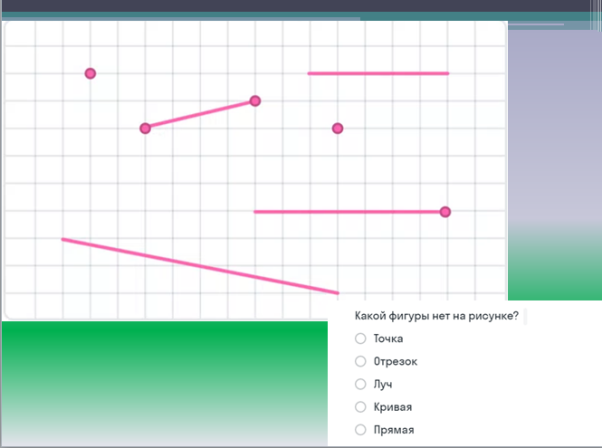 Какой фигуры нет на рисунке?
Точка
Отрезок
Луч
Кривая
Прямая